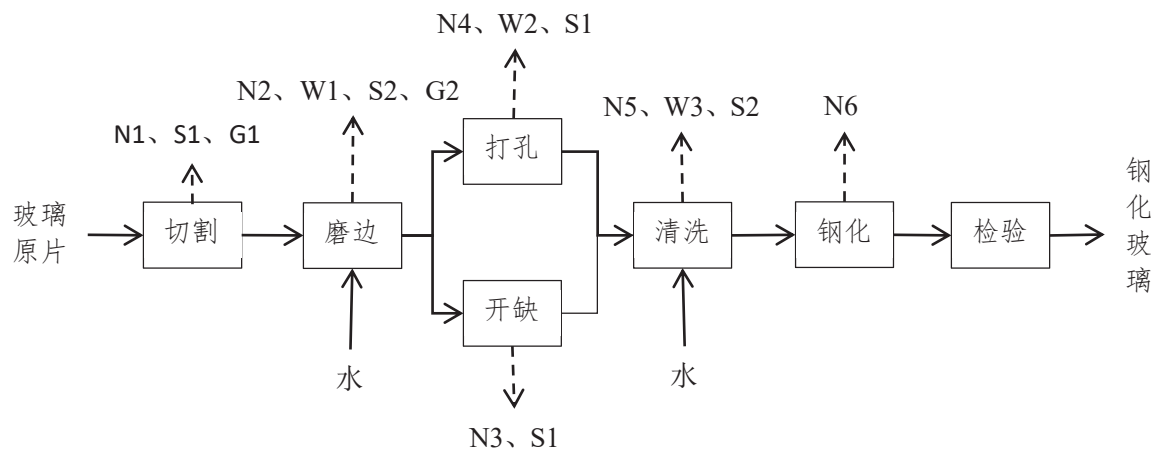 N4、W2、S1
N2、W1、S2、G2
N5、W3、S2
N6
N1、S1、G1
打孔
玻璃
原片
切割
磨边
清洗
钢化
检验
钢
化
玻
璃
开缺
水
水
N3、S1